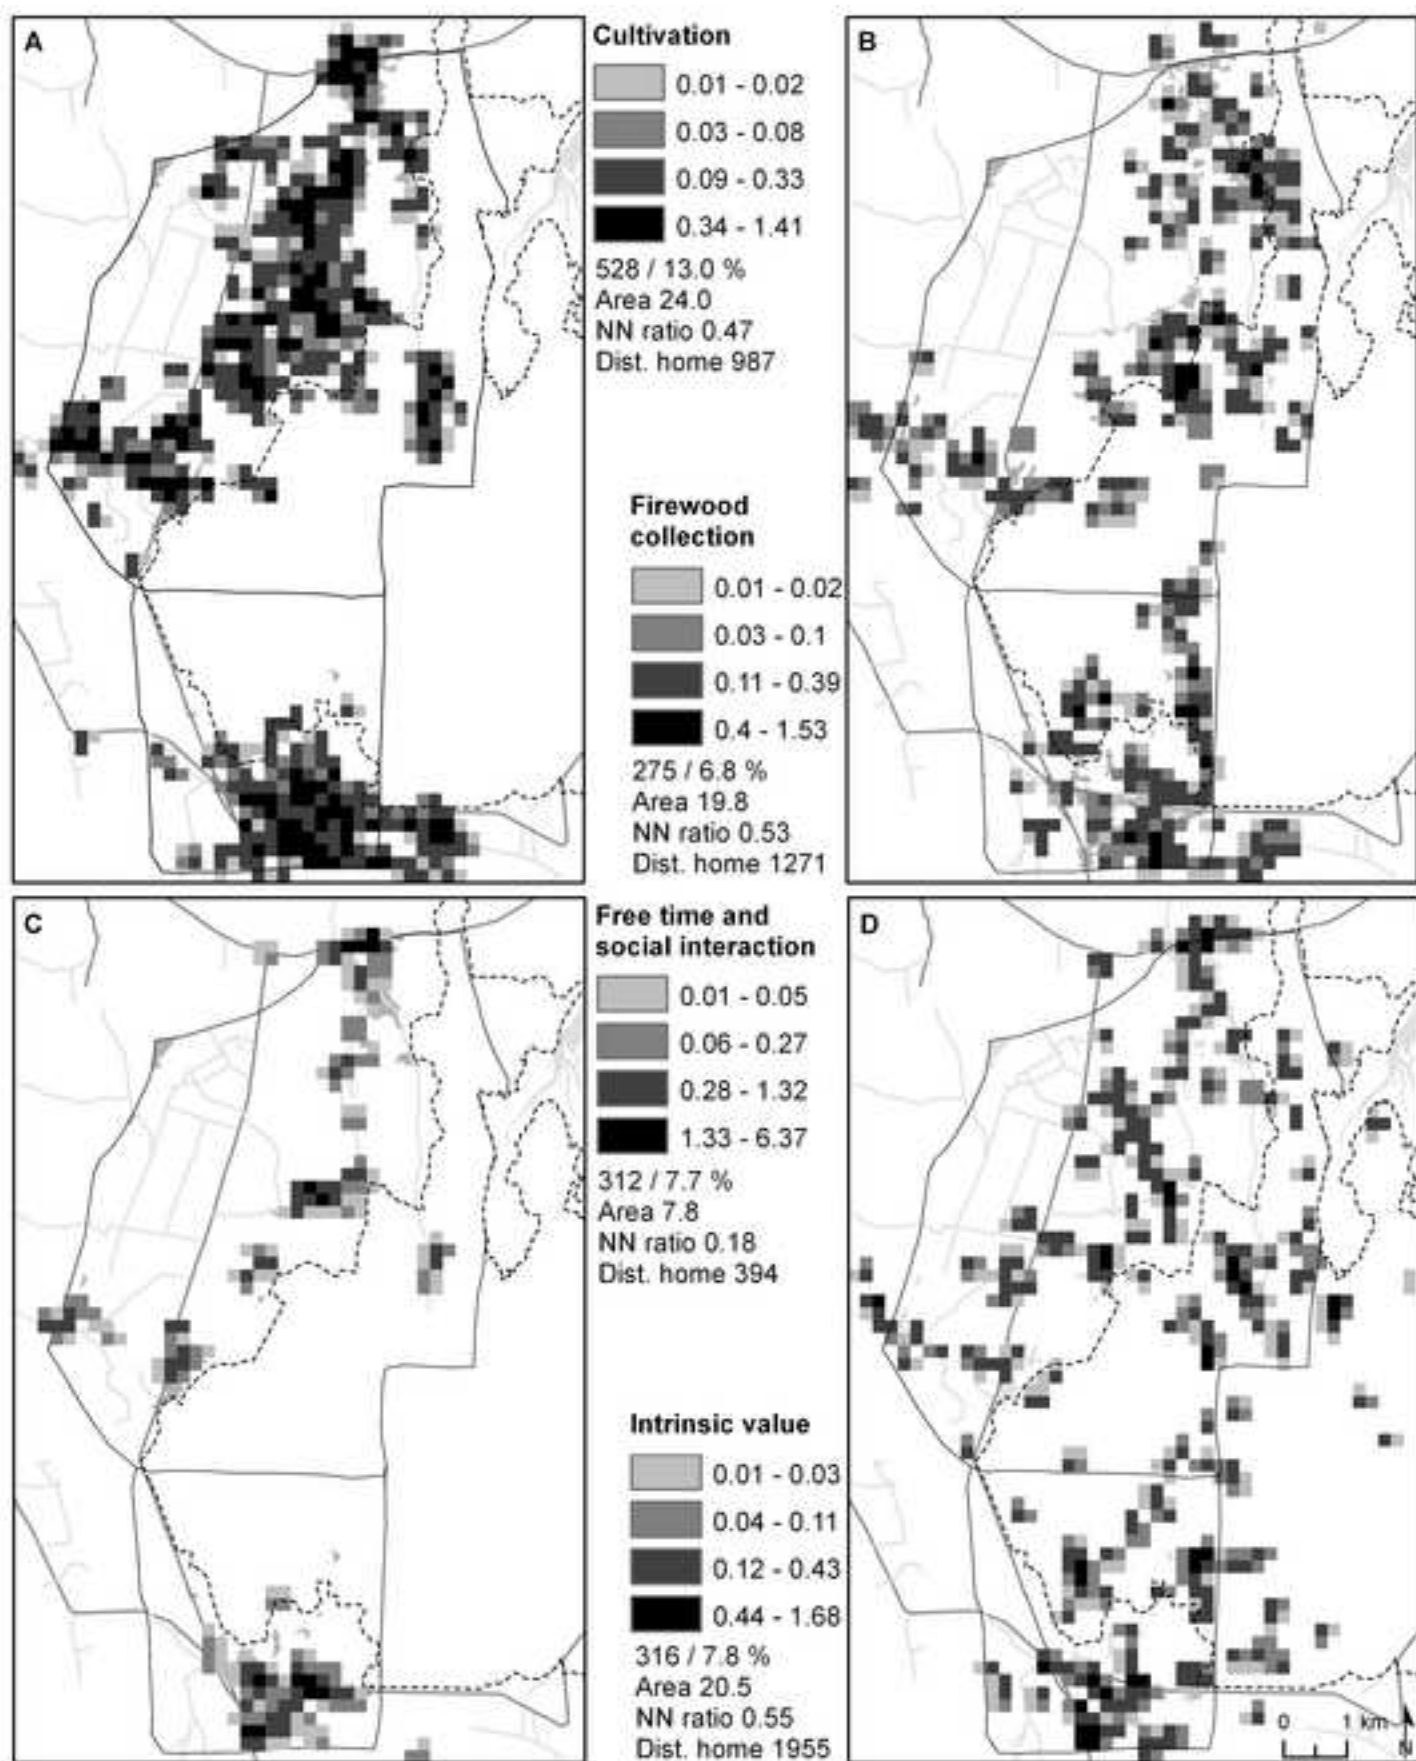 A
Cultivation
0.01 - 0.02
0.03 - 0.08
0.09 - 0.33
0.34 - 1.41
528 / 13.0 %
Area 24.0
NN ratio 0.47
Dist. home 987
B
Firewood
collection
0.01 - 0.02
0.03 - 0.1
0.11 - 0.39
0.4 - 1.53
275 / 6.8 %
Area 19.8
NN ratio 0.53
Dist. home 1271
C
Free time and
social interaction
0.01 - 0.05
0.06 - 0.27
0.28 - 1.32
1.33 - 6.37
312 / 7.7 %
Area 7.8
NN ratio 0.18
Dist. home 394
D
Intrinsic value
0.01 - 0.03
0.04 - 0.11
0.12 - 0.43
0.44 - 1.68
316 / 7.8 %
Area 20.5
NN ratio 0.55
Dist. home 1955
0 1 km
N